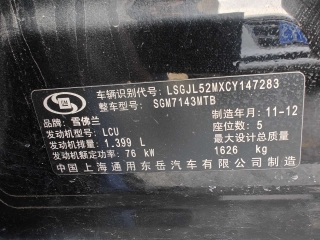 车辆识别代号: LSGJL52MXCY147283
整车型号: SGM7143MTB
GM
品牌: 雪佛兰
制造年月: 11-12
发动机型号: LCU
座位数: 5
发动机排量: 1.399 L
最大设计总质量
发动机额定功率: 76 kW
1626 kg
中国上海通用东岳汽车有限公司制造